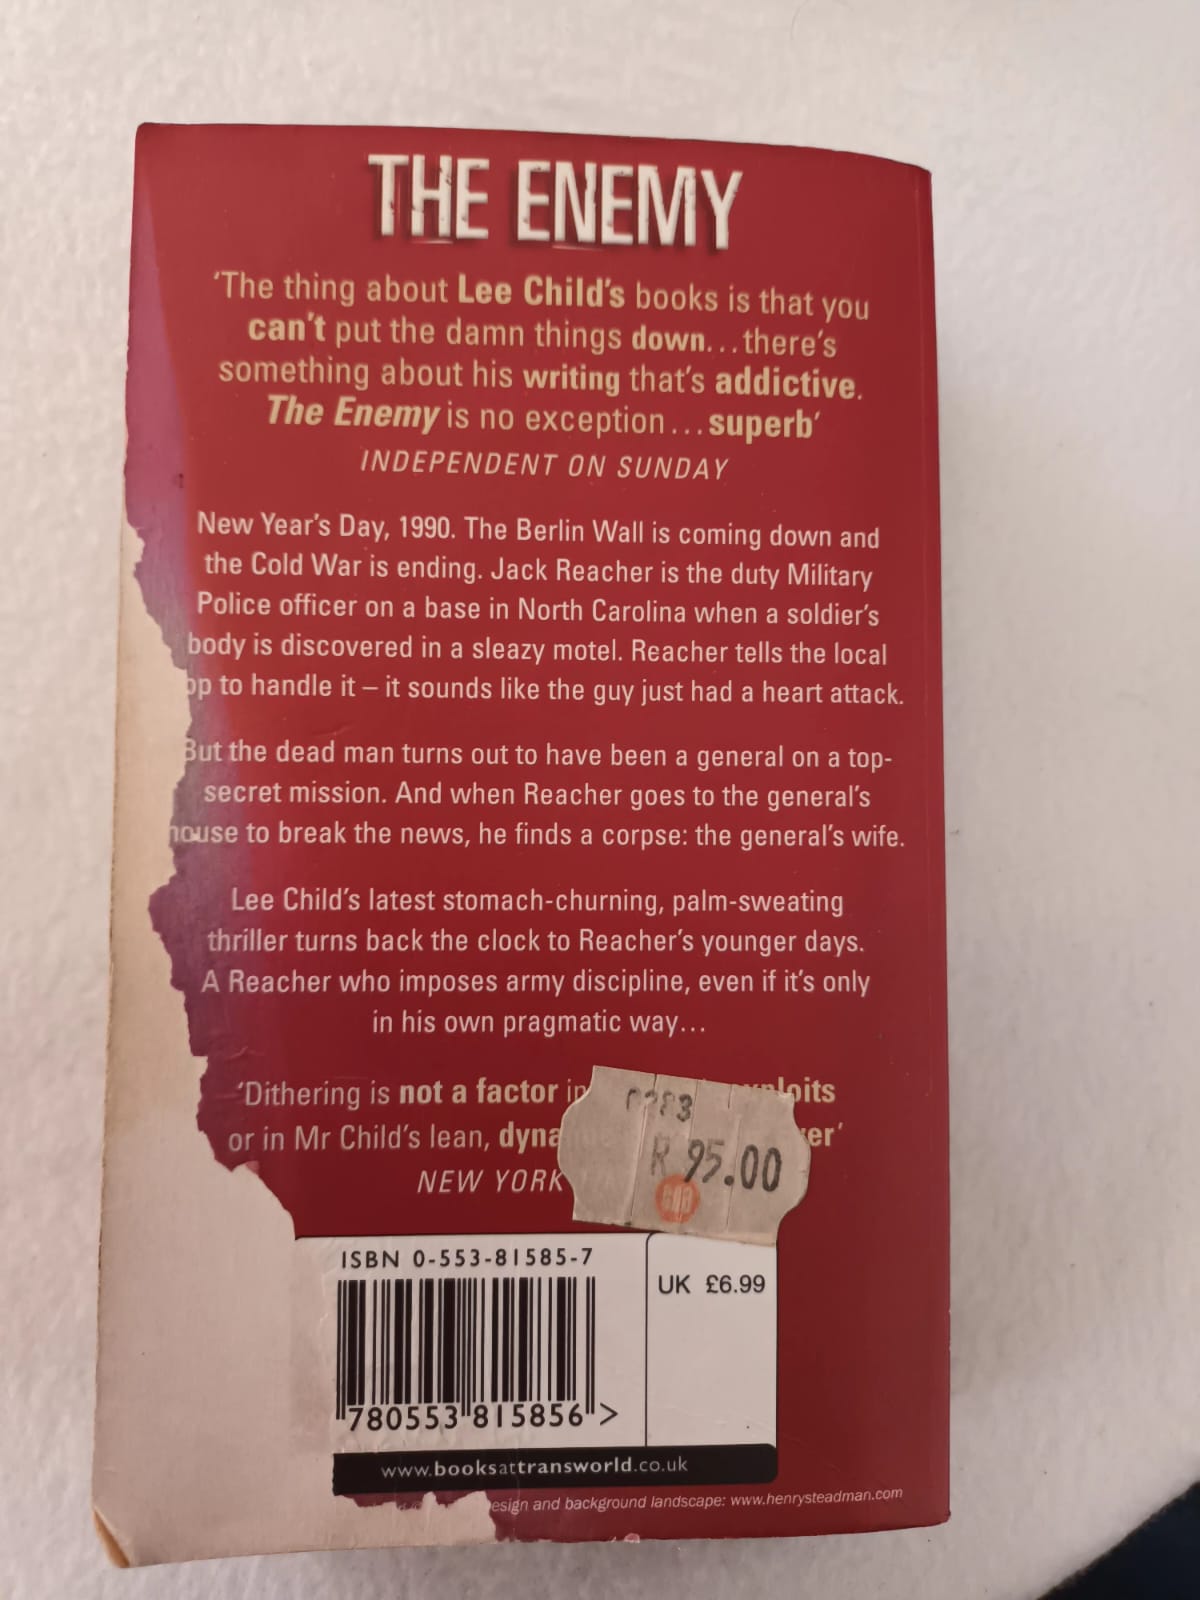 THE ENEMY
'The thing about Lee Child's books is that you
can't put the damn things down...there's
something about his writing that's addictive.
The Enemy is no exception...superb'
INDEPENDENT ON SUNDAY
New Year's Day, 1990. The Berlin Wall is coming down and
the Cold War is ending. Jack Reacher is the duty Military
Police officer on a base in North Carolina when a soldier's
body is discovered in a sleazy motel. Reacher tells the local
op to handle it – it sounds like the guy just had a heart attack.
But the dead man turns out to have been a general on a top-
secret mission. And when Reacher goes to the general's
house to break the news, he finds a corpse: the general's wife.
Lee Child's latest stomach-churning, palm-sweating
thriller turns back the clock to Reacher's younger days.
A Reacher who imposes army discipline, even if it's only
in his own pragmatic way...
'Dithering is not a factor in
or in Mr Child's lean,
NEW YORK
R 95.00
ISBN 0-553-81585-7
UK £6.99
780553 815856 >
www.booksattransworld.co.uk
esign and background landscape: www.henrysteadman.com